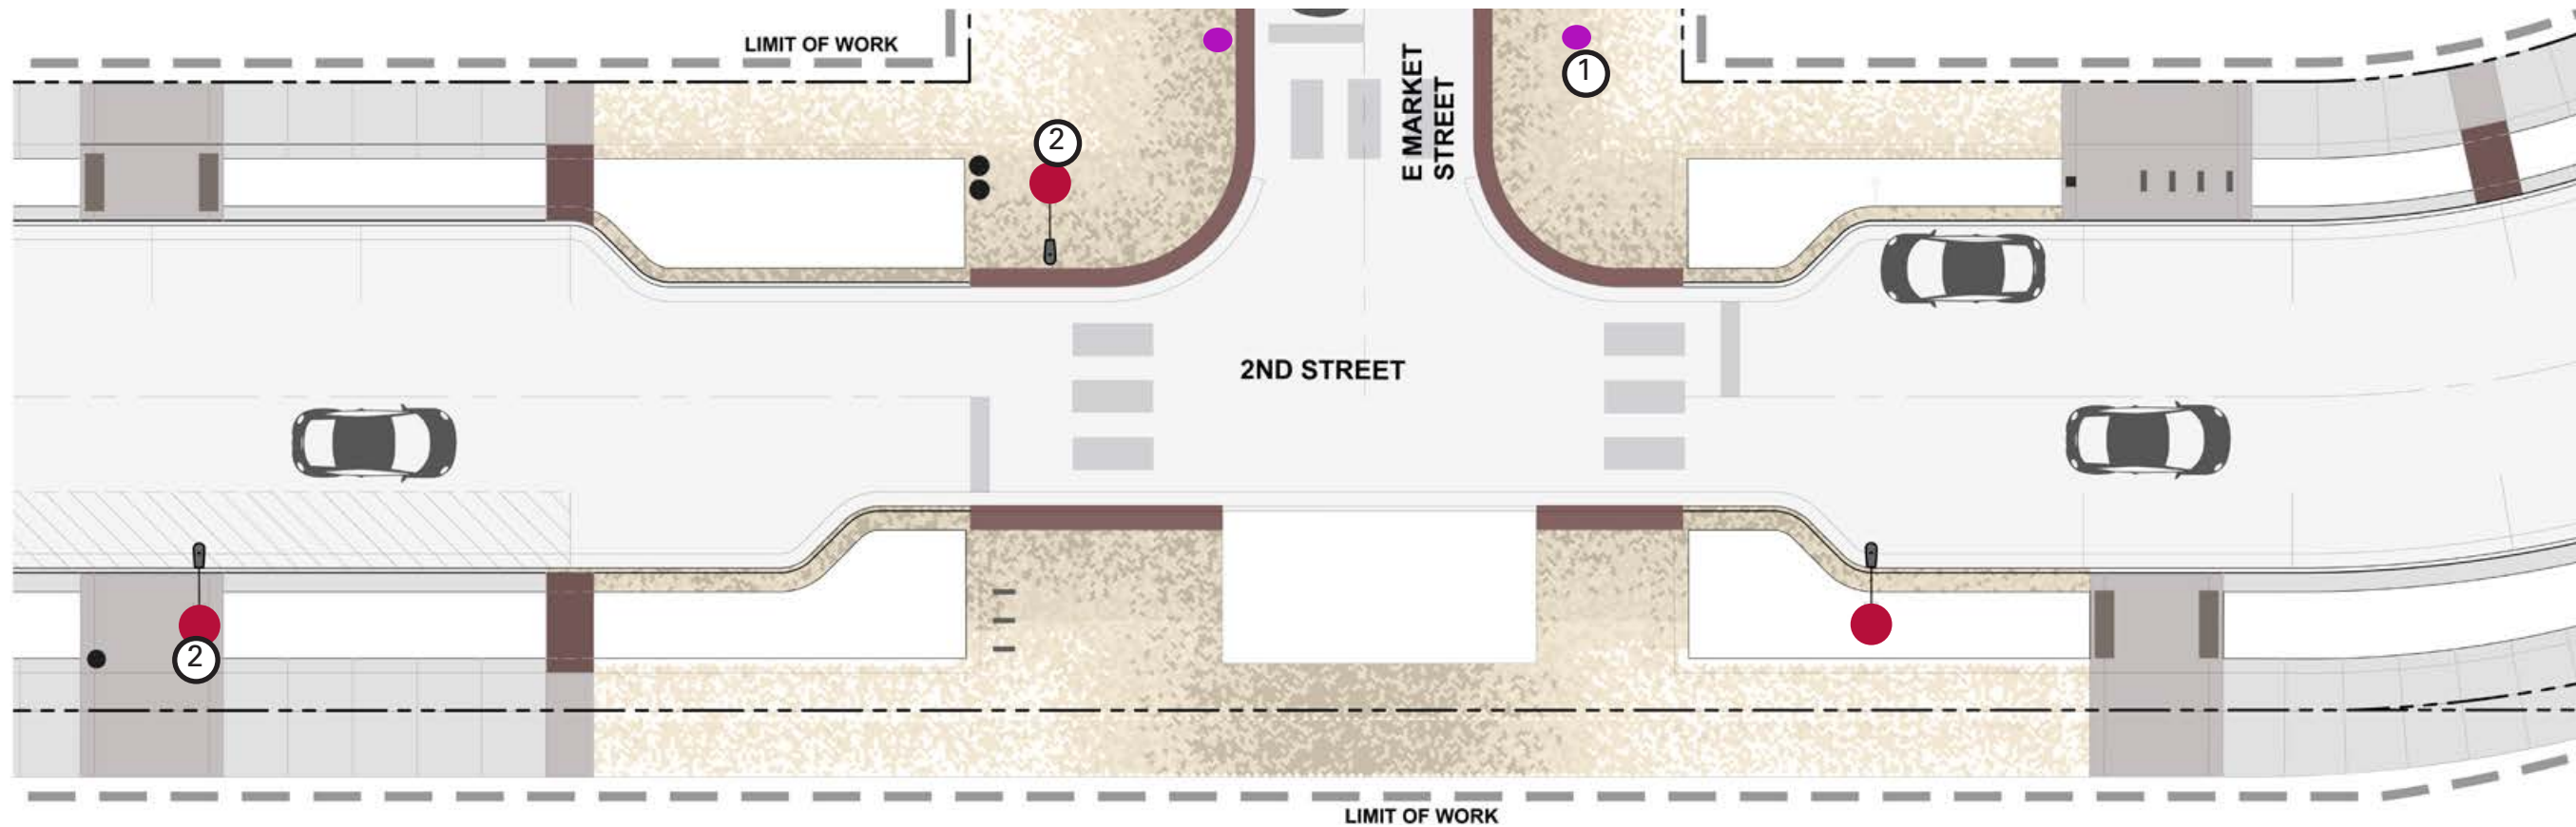 LIMIT OF WORK
1
2
E MARKET
STREET
2ND STREET
2
LIMIT OF WORK